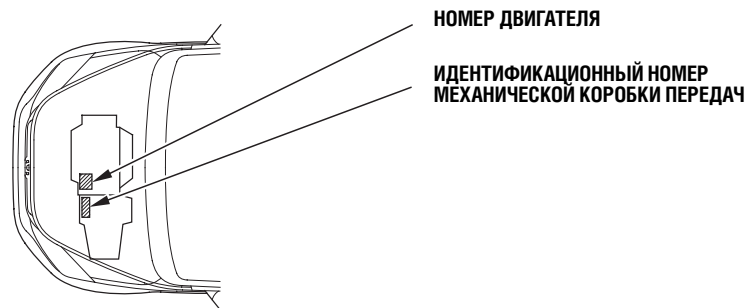 НОМЕР ДВИГАТЕЛЯ
ИДЕНТИФИКАЦИОННЫЙ НОМЕР
МЕХАНИЧЕСКОЙ КОРОБКИ ПЕРЕДАЧ